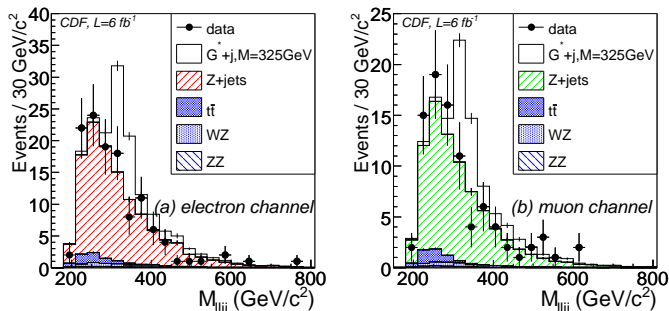 CDF, L=6 fb⁻¹
data
G*+j,M=325GeV
Z+jets
tt̄
WZ
ZZ
(a) electron channel
Events / 30 GeV/c²
40
35
30
25
20
15
10
5
0
200 400 600 800
M_lljj (GeV/c²)
CDF, L=6 fb⁻¹
data
G*+j,M=325GeV
Z+jets
tt̄
WZ
ZZ
(b) muon channel
Events / 30 GeV/c²
25
20
15
10
5
0
200 400 600 800
M_lljj (GeV/c²)